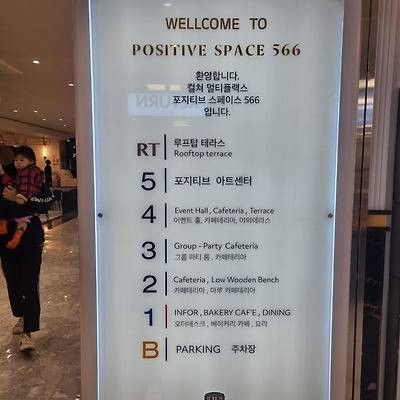 WELLCOME TO
POSITIVE SPACE 566
환영합니다.
컬쳐 멀티플랙스
포지티브 스페이스 566
입니다.
RT 루프탑 테라스
Rooftop terrace
5 포지티브 아트센터
4 Event Hall, Cafeteria, Terrace
이벤트 홀, 카페테리아, 야외테라스
3 Group-Party Cafeteria
그룹 파티 룸, 카페테리아
2 Cafeteria, Low Wooden Bench
카페테리아, 마루 카페테리아
1 INFOR, BAKERY CAF'E, DINING
오더데스크, 베이커리 카페, 요리
B PARKING 주차장